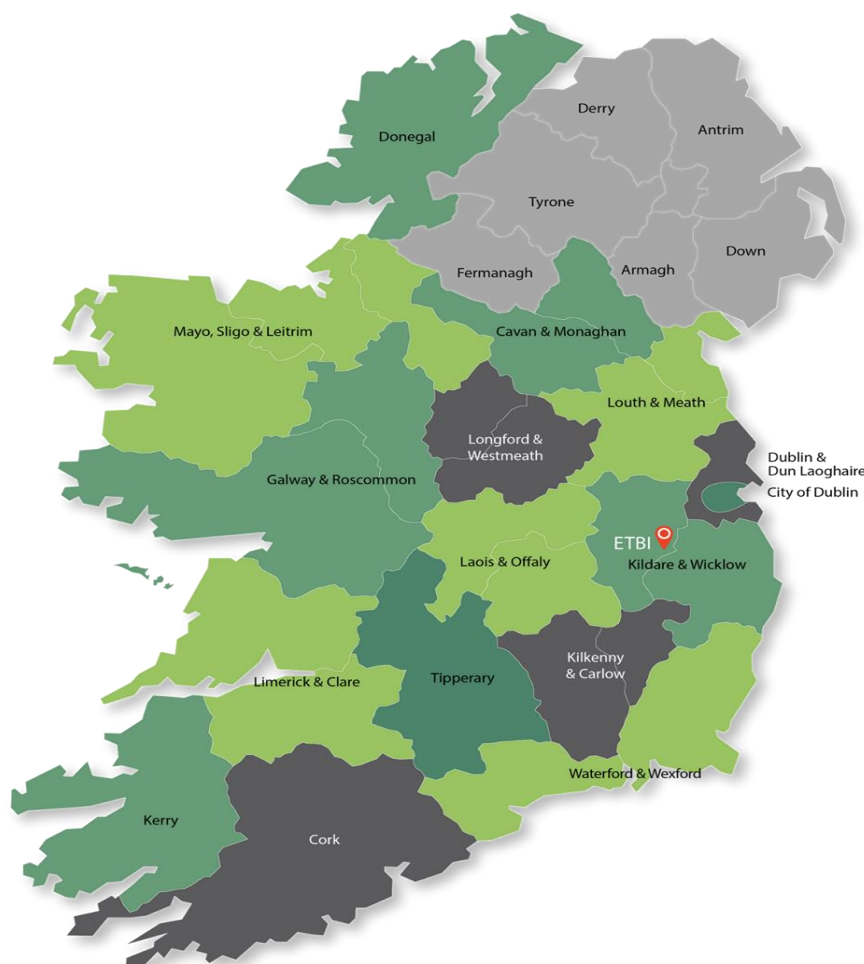 Derry
Antrim
Donegal
Tyrone
Down
Fermanagh
Armagh
Mayo, Sligo & Leitrim
Cavan & Monaghan
Louth & Meath
Longford &
Westmeath
Dublin &
Dun Laoghaire
City of Dublin
Galway & Roscommon
ETBI
Kildare & Wicklow
Laois & Offaly
Kilkenny
& Carlow
Tipperary
Limerick & Clare
Waterford & Wexford
Kerry
Cork